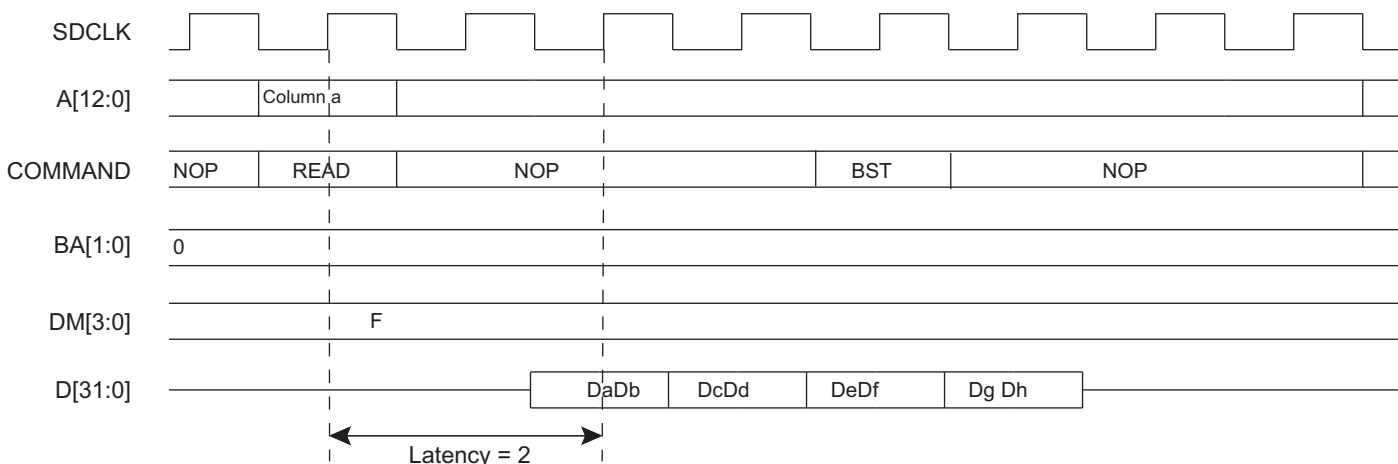 SDCLK
A[12:0] Column a
COMMAND NOP READ NOP BST NOP
BA[1:0] 0
DM[3:0] F
D[31:0] DaDb DcDd DeDf Dg Dh
Latency = 2